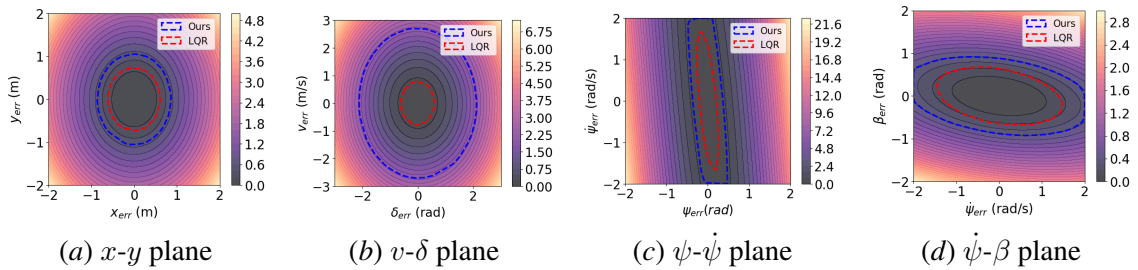 Ours
LQR
y_err (m)
2
1
0
−1
−2
−2 −1 0 1 2
x_err (m)
4.8
4.2
3.6
3.0
2.4
1.8
1.2
0.6
0.0
(a) x-y plane
Ours
LQR
v_err (m/s)
3
2
1
0
−1
−2
−3
−2 0 2
δ_err (rad)
6.75
6.00
5.25
4.50
3.75
3.00
2.25
1.50
0.75
0.00
(b) v-δ plane
Ours
LQR
ψ̇_err (rad/s)
2
1
0
−1
−2
−2 −1 0 1 2
ψ_err(rad)
21.6
19.2
16.8
14.4
12.0
9.6
7.2
4.8
2.4
0.0
(c) ψ-ψ̇ plane
Ours
LQR
β_err (rad)
2
1
0
−1
−2
−2 −1 0 1 2
ψ̇_err (rad/s)
2.8
2.4
2.0
1.6
1.2
0.8
0.4
0.0
(d) ψ̇-β plane